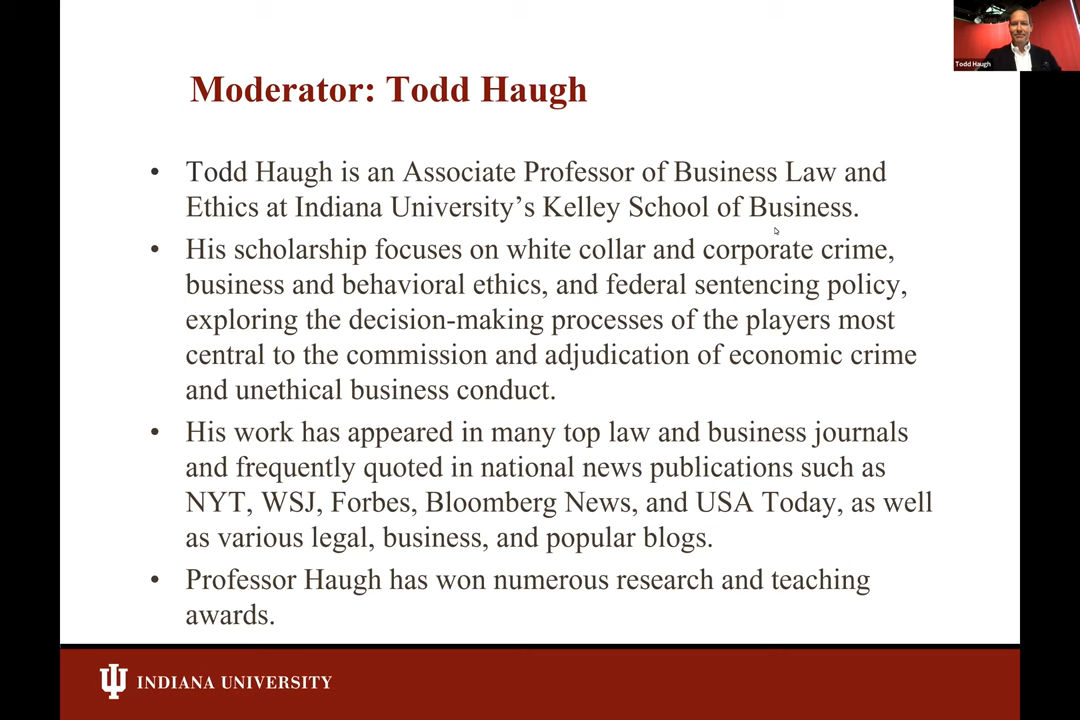 Todd Haugh
Moderator: Todd Haugh
• Todd Haugh is an Associate Professor of Business Law and
Ethics at Indiana University’s Kelley School of Business.
• His scholarship focuses on white collar and corporate crime,
business and behavioral ethics, and federal sentencing policy,
exploring the decision-making processes of the players most
central to the commission and adjudication of economic crime
and unethical business conduct.
• His work has appeared in many top law and business journals
and frequently quoted in national news publications such as
NYT, WSJ, Forbes, Bloomberg News, and USA Today, as well
as various legal, business, and popular blogs.
• Professor Haugh has won numerous research and teaching
awards.
INDIANA UNIVERSITY